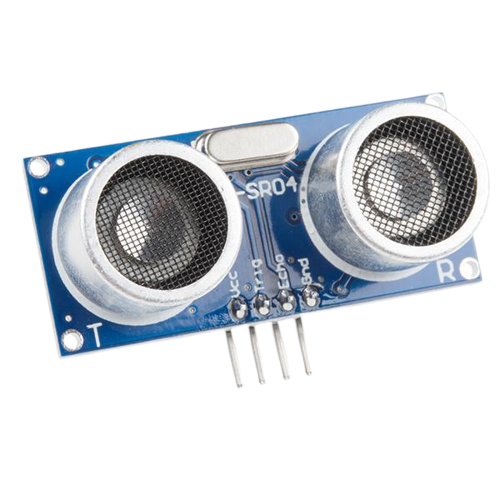 -SR04
Vcc
Trig
Echo
Gnd
T
R